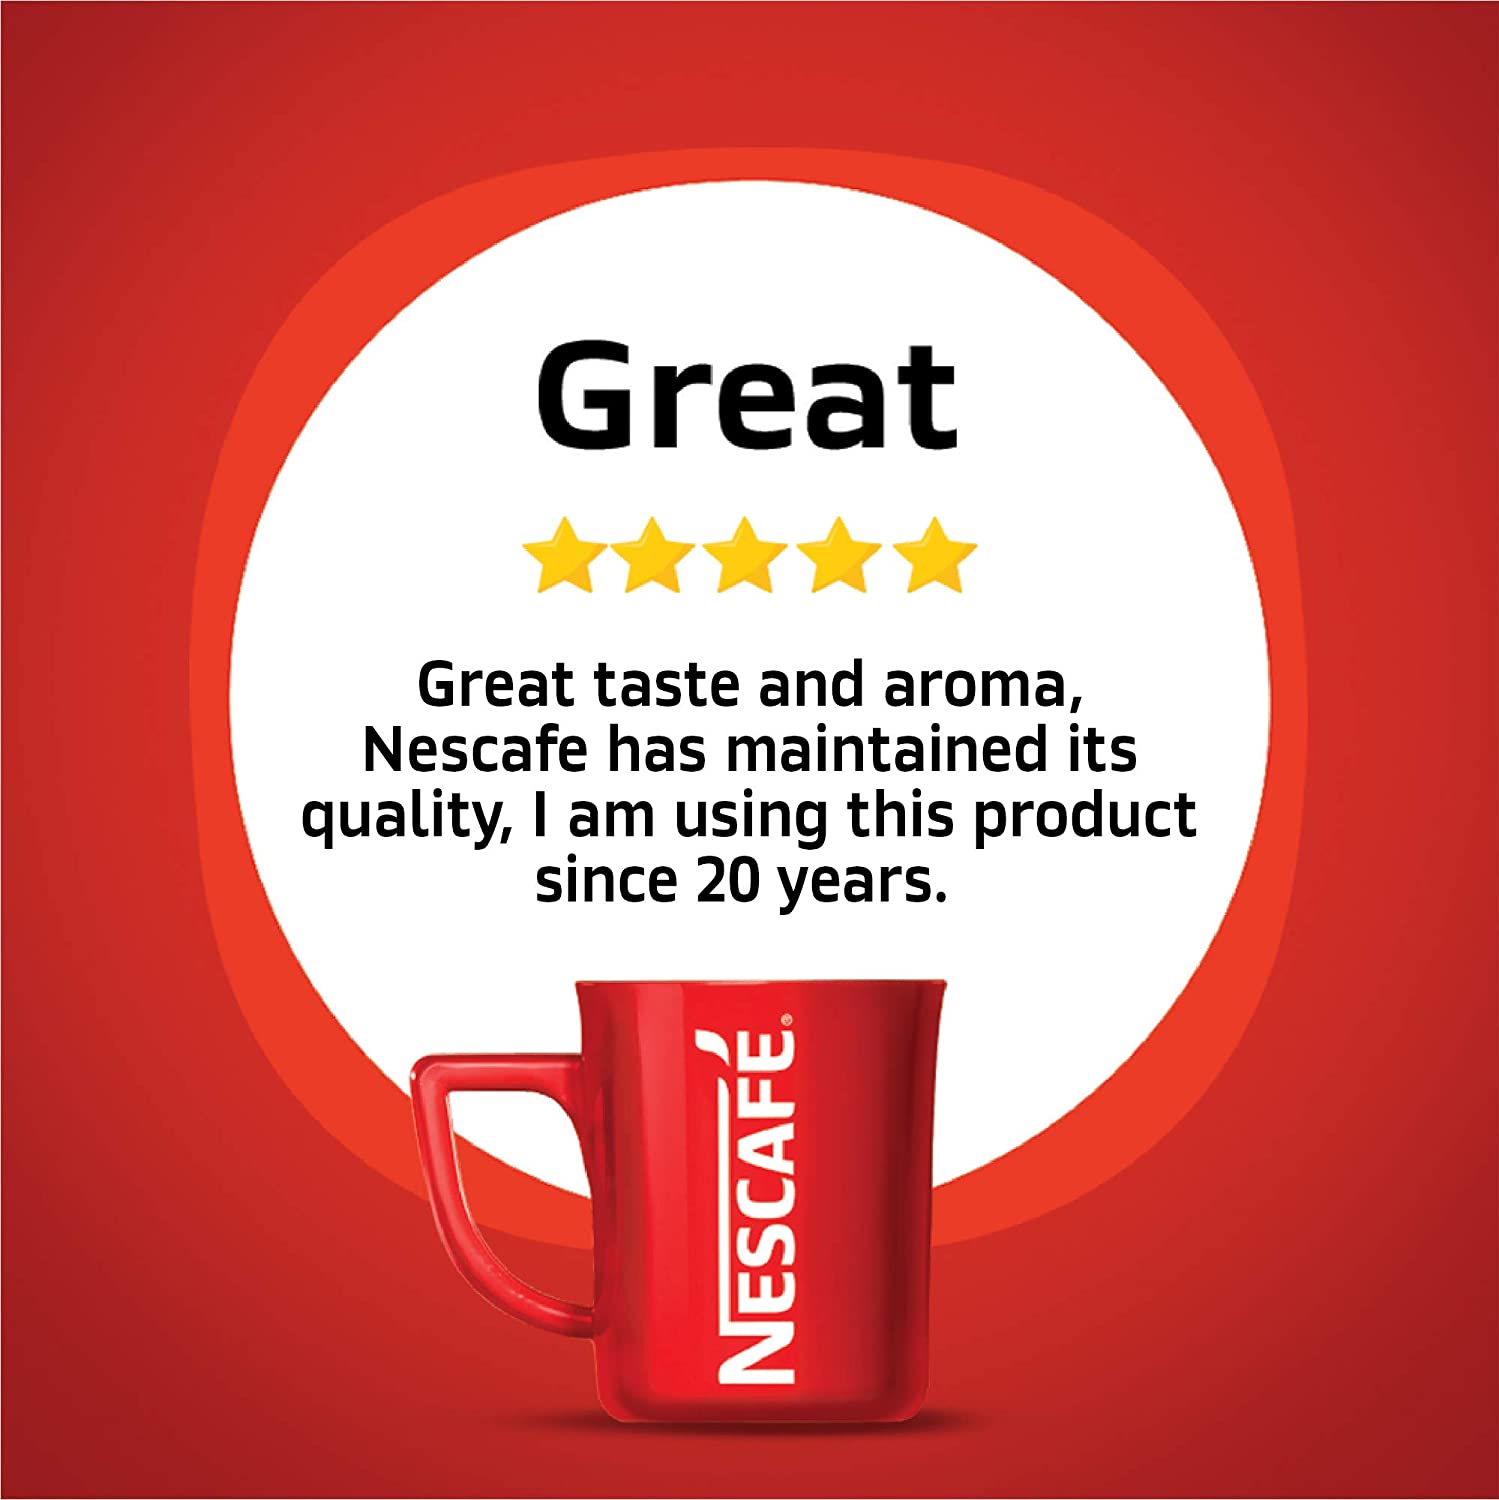 Great
Great taste and aroma,
Nescafe has maintained its
quality, I am using this product
since 20 years.
NESCAFÉ®